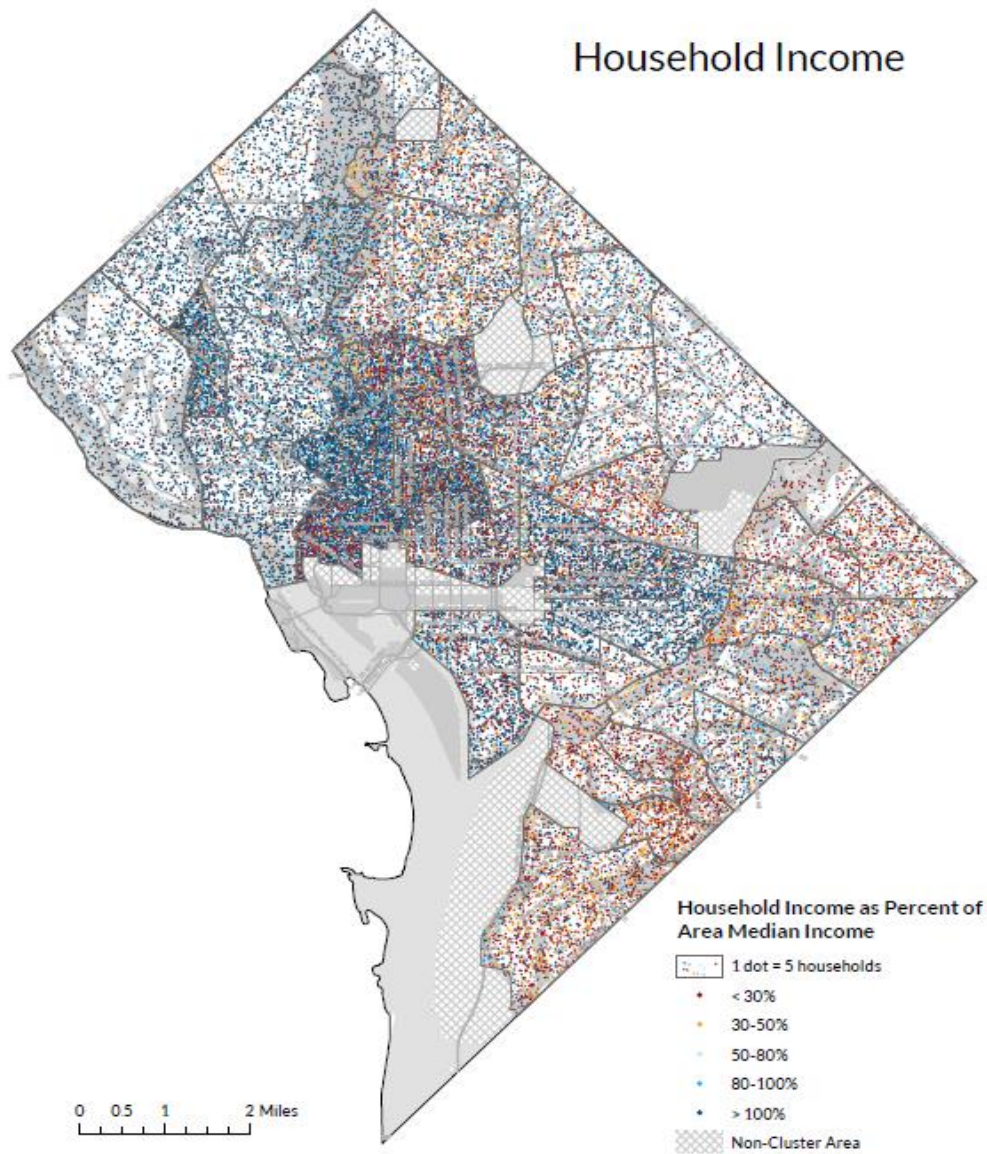 Household Income
Household Income as Percent of
Area Median Income
1 dot = 5 households
< 30%
30-50%
50-80%
80-100%
> 100%
Non-Cluster Area
0 0.5 1 2 Miles